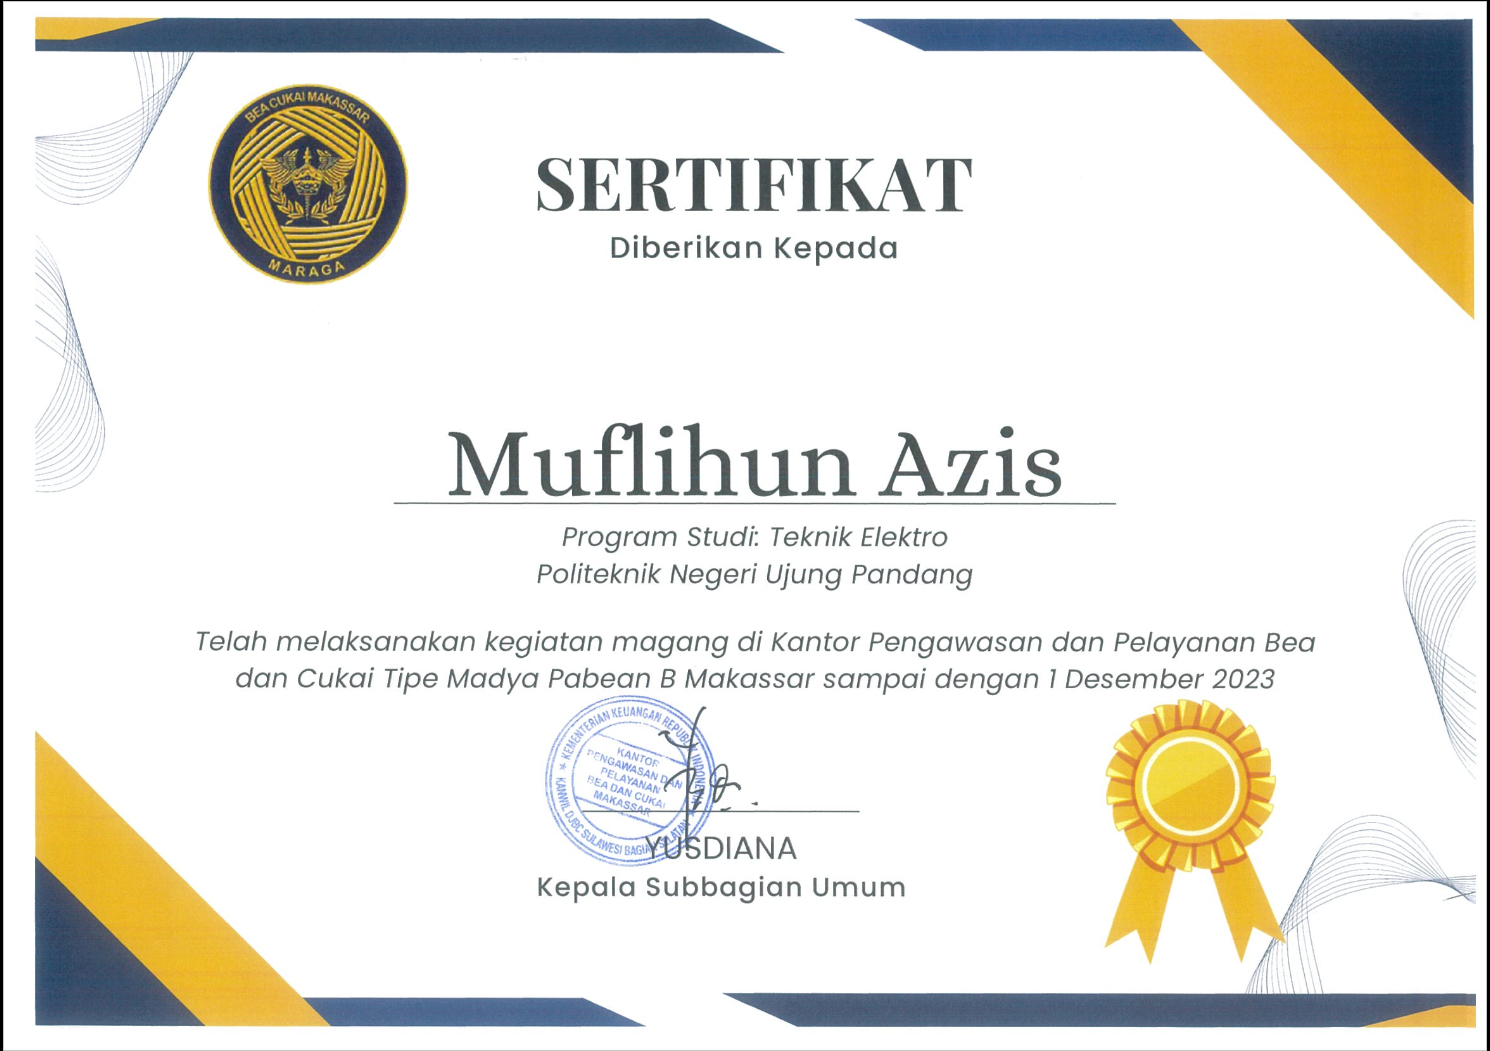 BEA CUKAI MAKASSAR
MARAGA
SERTIFIKAT
Diberikan Kepada
Muflihun Azis
Program Studi: Teknik Elektro
Politeknik Negeri Ujung Pandang
Telah melaksanakan kegiatan magang di Kantor Pengawasan dan Pelayanan Bea
dan Cukai Tipe Madya Pabean B Makassar sampai dengan 1 Desember 2023
KEMENTERIAN KEUANGAN REPUBLIK INDONESIA
KANTOR
PENGAWASAN DAN
PELAYANAN
BEA DAN CUKAI
MAKASSAR
KANWIL DJBC SULAWESI BAGIAN SELATAN
YUSDIANA
Kepala Subbagian Umum